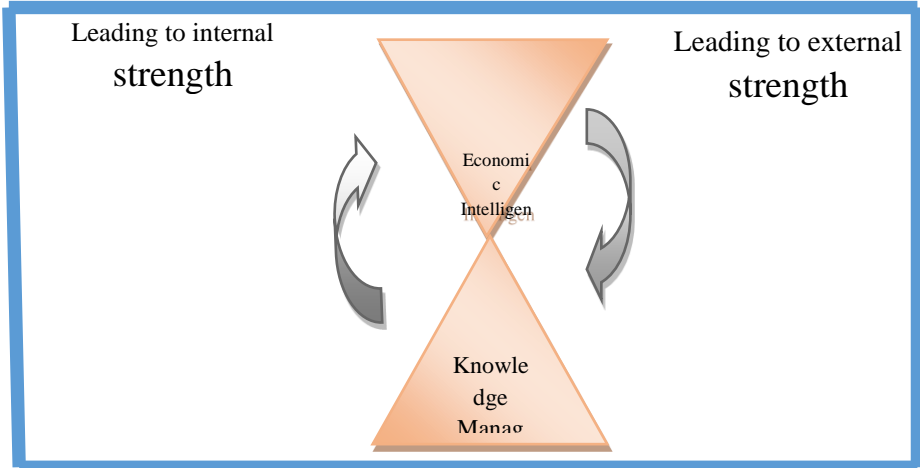 Leading to internal
strength
Leading to external
strength
Economi
c
Intelligen
Knowle
dge
Manag